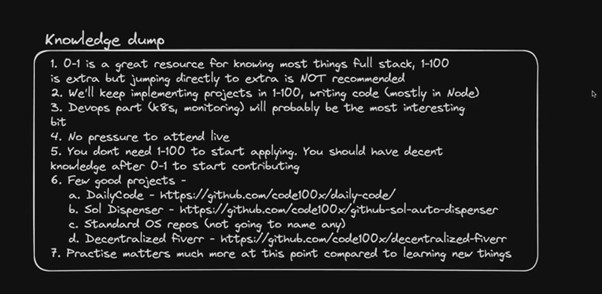 Knowledge dump
1. 0-1 is a great resource for knowing most things full stack, 1-100
is extra but jumping directly to extra is NOT recommended
2. We'll keep implementing projects in 1-100, writing code (mostly in Node)
3. Devops part (k8s, monitoring) will probably be the most interesting
bit
4. No pressure to attend live
5. You dont need 1-100 to start applying. You should have decent
knowledge after 0-1 to start contributing
6. Few good projects -
a. DailyCode - https://github.com/code100x/daily-code/
b. Sol Dispenser - https://github.com/code100x/github-sol-auto-dispenser
c. Standard OS repos (not going to name any)
d. Decentralized fiverr - https://github.com/code100x/decentralized-fiverr
7. Practise matters much more at this point compared to learning new things